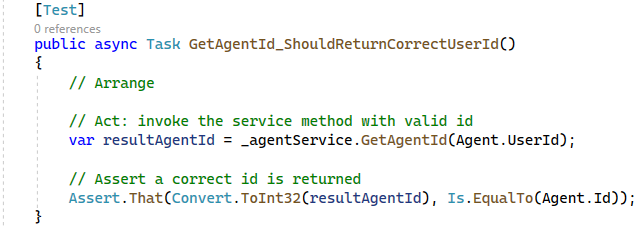 [Test]
0 references
public async Task GetAgentId_ShouldReturnCorrectUserId()
{
// Arrange
// Act: invoke the service method with valid id
var resultAgentId = _agentService.GetAgentId(Agent.UserId);
// Assert a correct id is returned
Assert.That(Convert.ToInt32(resultAgentId), Is.EqualTo(Agent.Id));
}